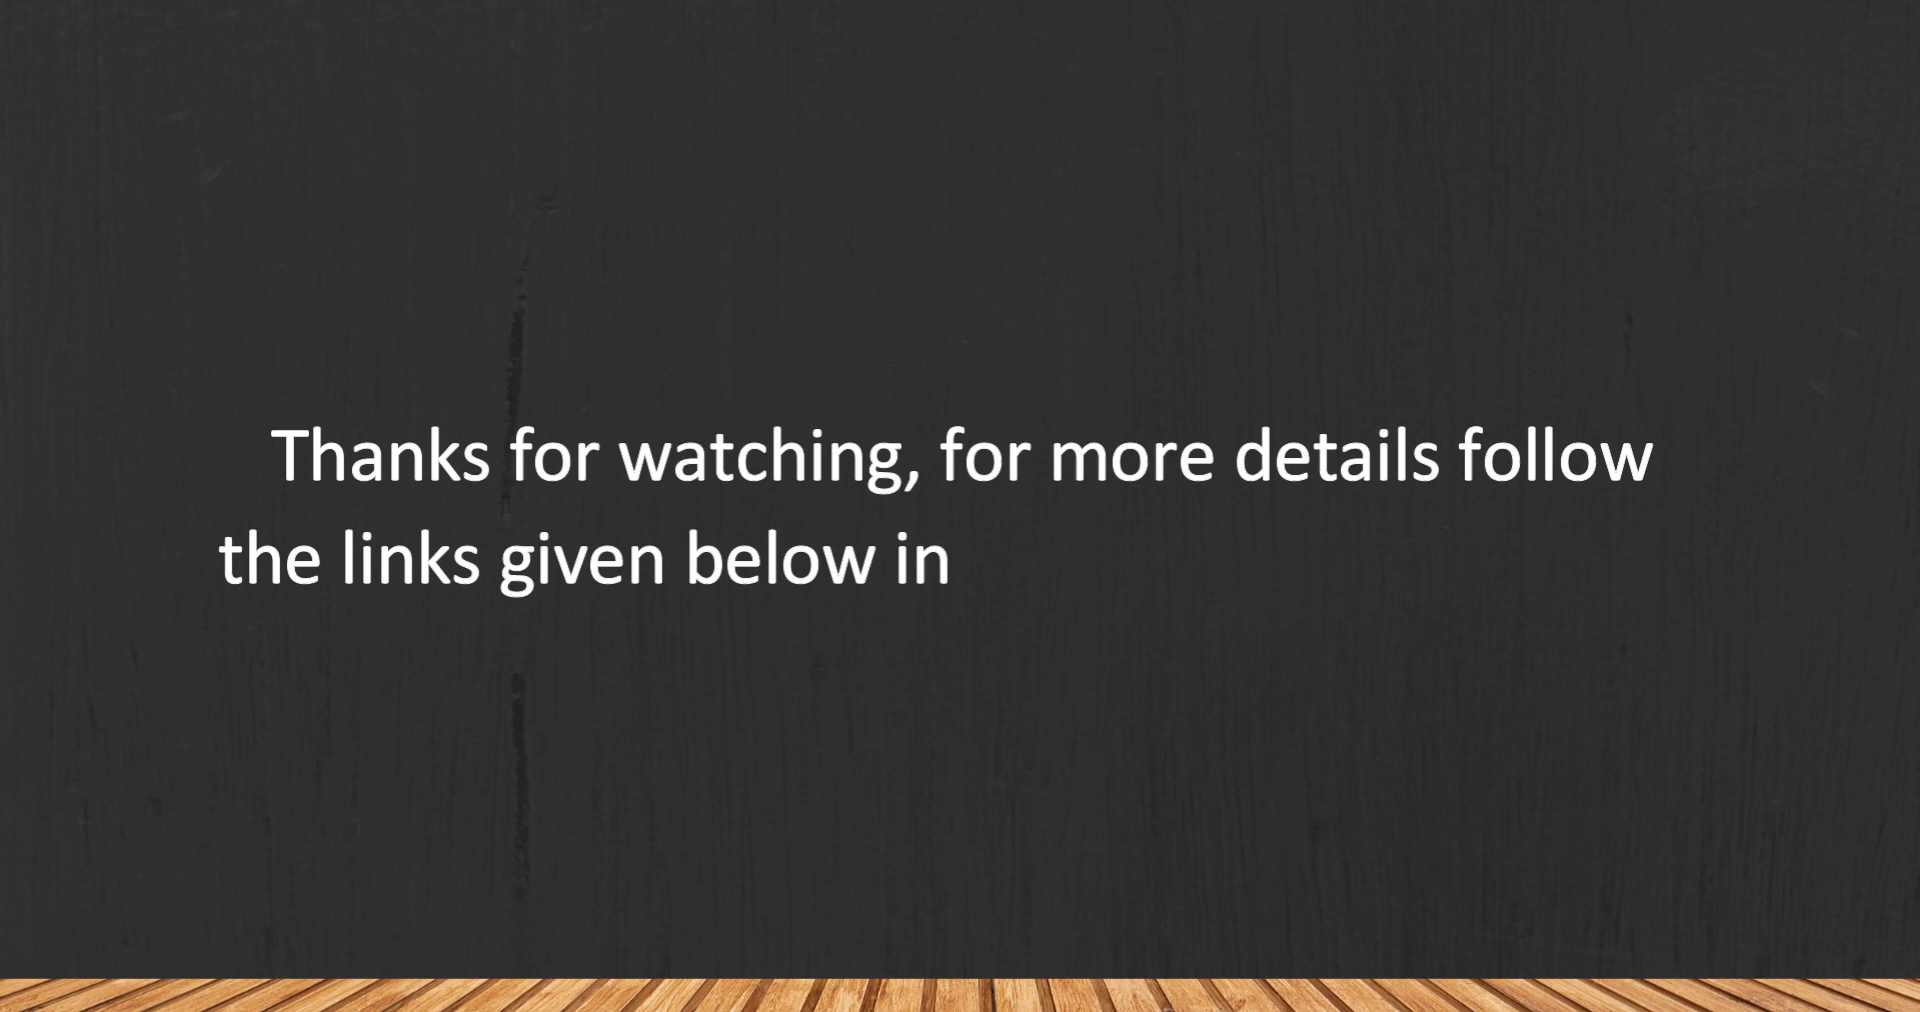 Thanks for watching, for more details follow
the links given below in